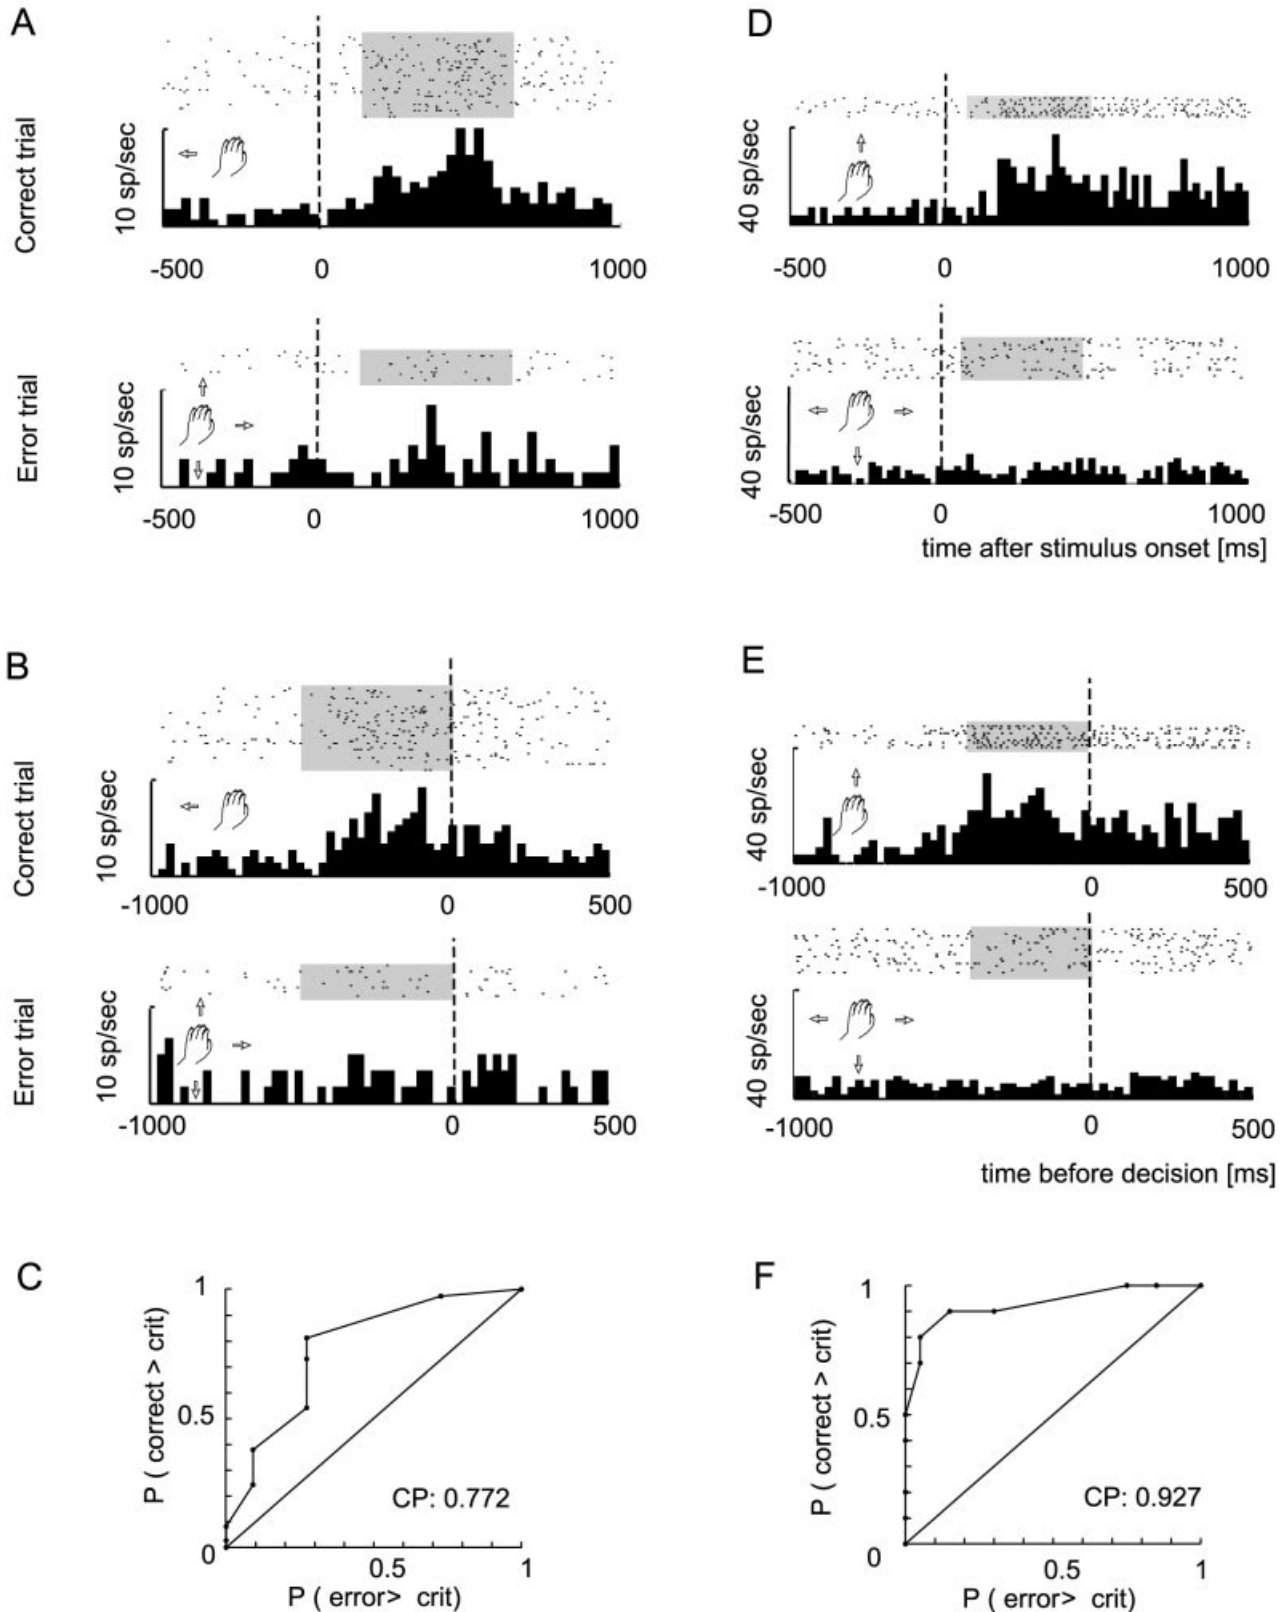 A
Correct trial
10 sp/sec
-500 0 1000
Error trial
10 sp/sec
-500 0 1000
D
40 sp/sec
-500 0 1000
40 sp/sec
-500 0 1000
time after stimulus onset [ms]
B
Correct trial
10 sp/sec
-1000 0 500
Error trial
10 sp/sec
-1000 0 500
E
40 sp/sec
-1000 0 500
40 sp/sec
-1000 0 500
time before decision [ms]
C
1
0.5
0
P ( correct > crit)
CP: 0.772
0.5 1
P ( error> crit)
F
1
0.5
0
P ( correct > crit)
CP: 0.927
0.5 1
P ( error> crit)